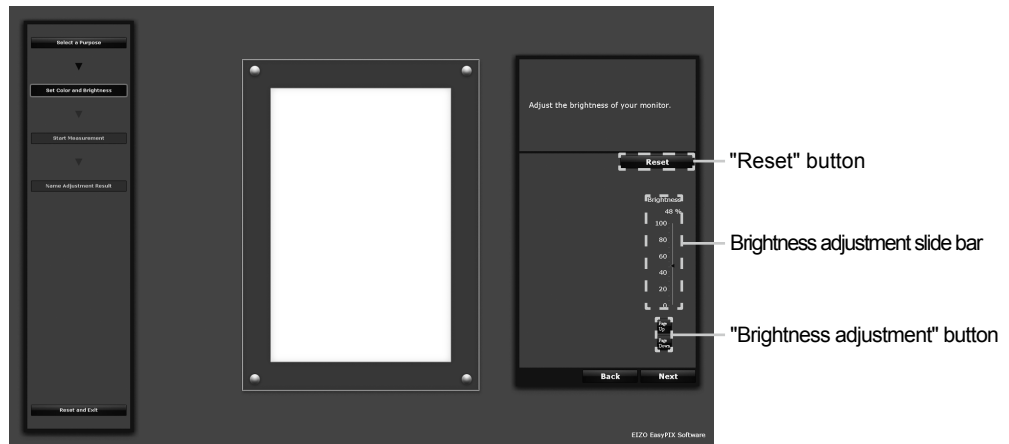 Select a Purpose
Set Color and Brightness
Start Measurement
Name Adjustment Result
Reset and Exit
Adjust the brightness of your monitor.
Reset
Brightness
48 %
100
80
60
40
20
0
Page
Up
Page
Down
Back Next
EIZO EasyPIX Software
"Reset" button
Brightness adjustment slide bar
"Brightness adjustment" button